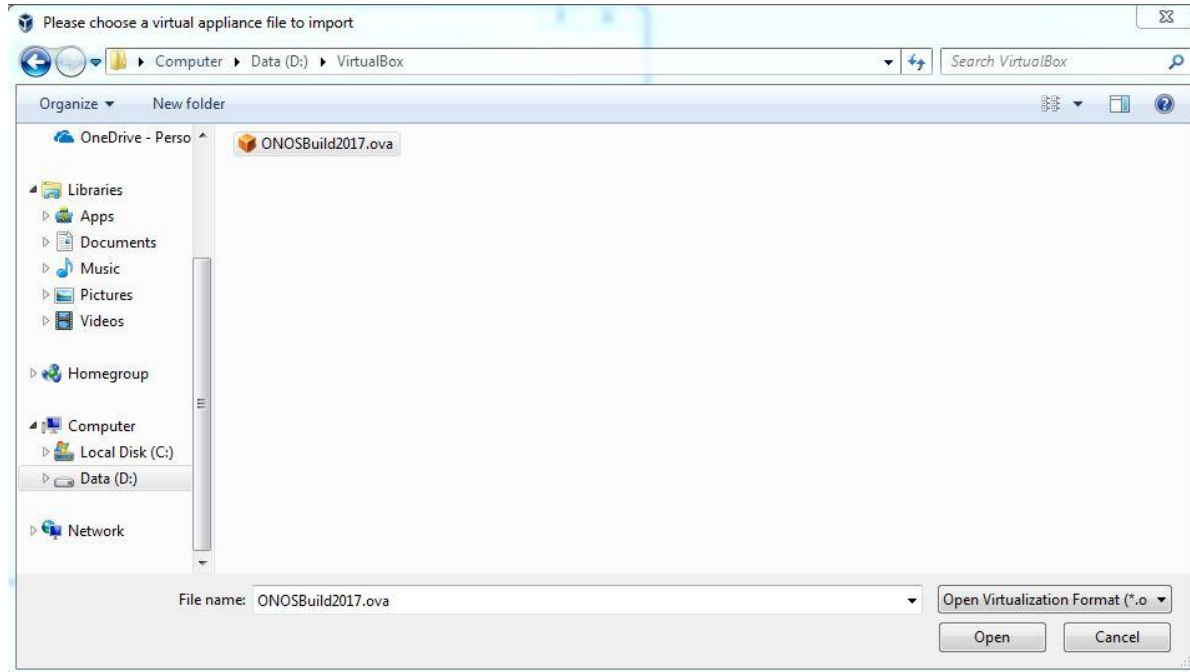 Please choose a virtual appliance file to import
Computer Data (D:) VirtualBox
Search VirtualBox
Organize New folder
OneDrive - Perso
ONOSBuild2017.ova
Libraries
Apps
Documents
Music
Pictures
Videos
Homegroup
Computer
Local Disk (C:)
Data (D:)
Network
File name: ONOSBuild2017.ova
Open Virtualization Format (*.o
Open Cancel